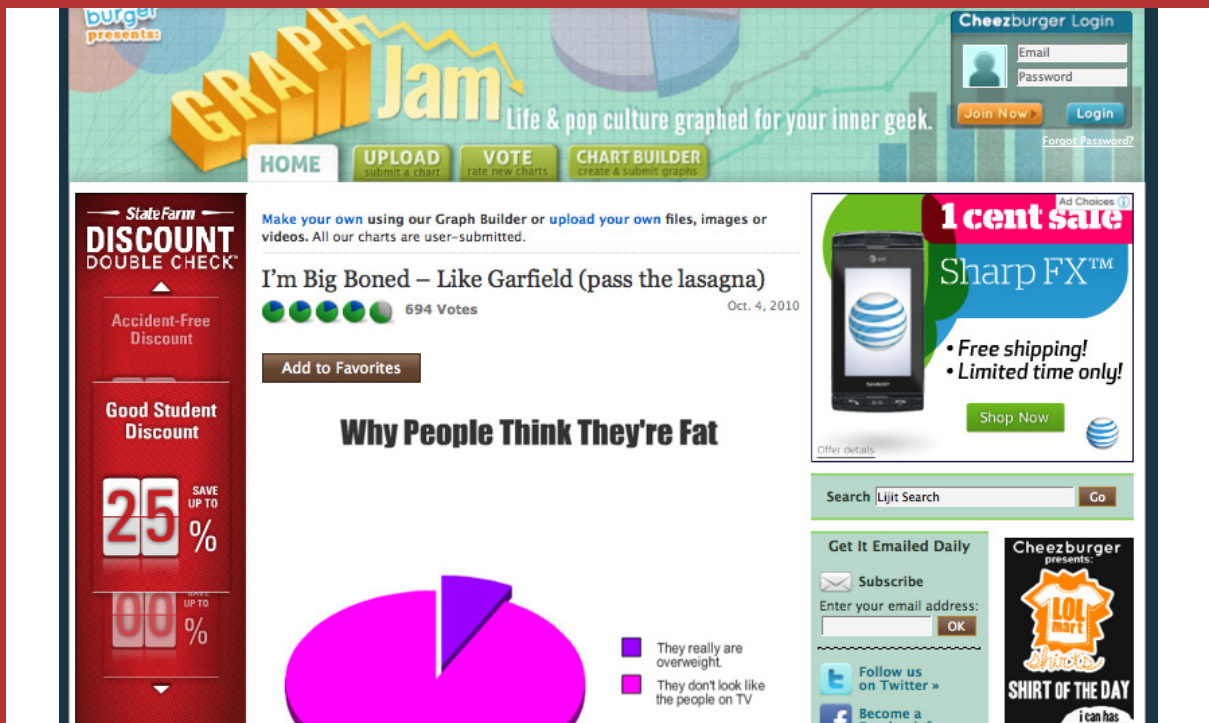 burger
presents:
GRAPH
Jam
Life & pop culture graphed for your inner geek.
Cheezburger Login
Email
Password
Join Now
Login
Forgot Password?
HOME
UPLOAD
submit a chart
VOTE
rate new charts
CHART BUILDER
create & submit graphs
State Farm
DISCOUNT
DOUBLE CHECK
Accident-Free
Discount
Good Student
Discount
25
SAVE
UP TO
%
00
SAVE
UP TO
%
Make your own using our Graph Builder or upload your own files, images or
videos. All our charts are user-submitted.
I'm Big Boned – Like Garfield (pass the lasagna)
694 Votes
Oct. 4, 2010
Add to Favorites
Why People Think They're Fat
They really are
overweight.
They don't look like
the people on TV
Ad Choices
1 cent sale
Sharp FX™
at&t
SHARP
• Free shipping!
• Limited time only!
Shop Now
Offer details
Search Lijit Search Go
Get It Emailed Daily
Subscribe
Enter your email address:
OK
Follow us
on Twitter »
Become a
Cheezburger
presents:
LOL
mart
shirts
SHIRT OF THE DAY
i can has